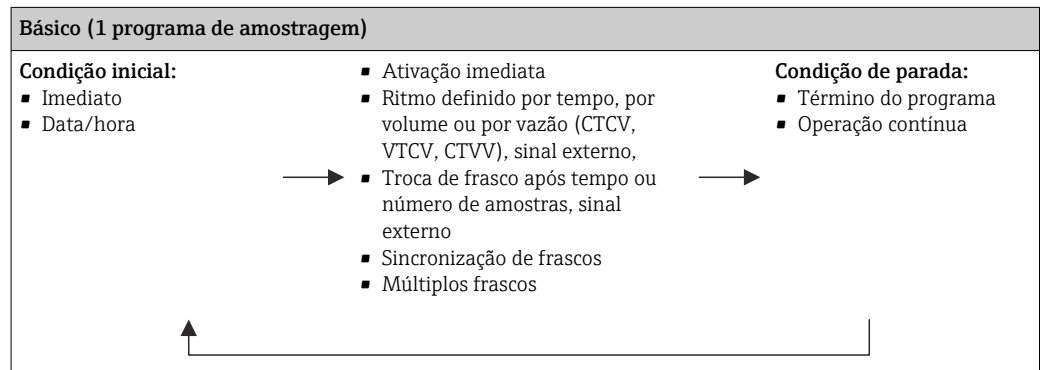 Básico (1 programa de amostragem)
Condição inicial:
▪ Imediato
▪ Data/hora
▪ Ativação imediata
▪ Ritmo definido por tempo, por
volume ou por vazão (CTCV,
VTCV, CTVV), sinal externo,
▪ Troca de frasco após tempo ou
número de amostras, sinal
externo
▪ Sincronização de frascos
▪ Múltiplos frascos
Condição de parada:
▪ Término do programa
▪ Operação contínua